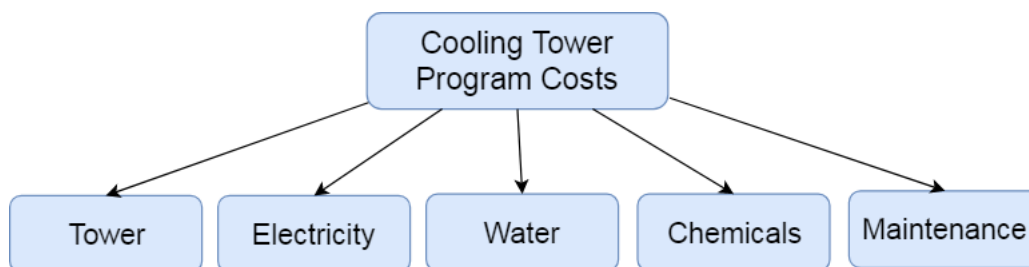 Cooling Tower
Program Costs
Tower
Electricity
Water
Chemicals
Maintenance